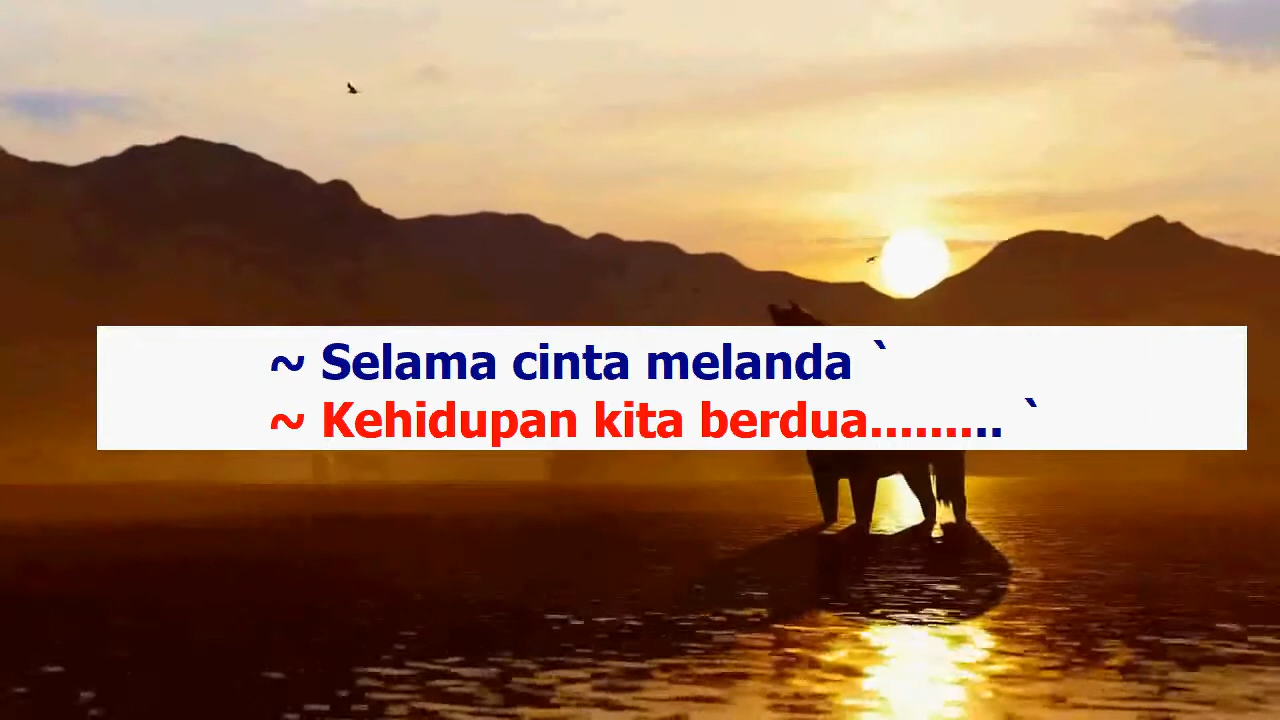 ~ Selama cinta melanda `
~ Kehidupan kita berdua.......... `